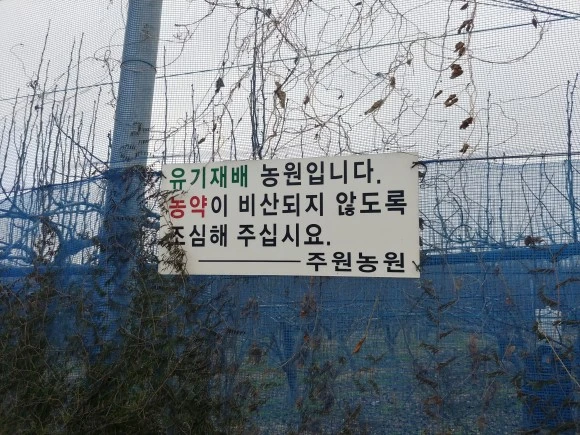 유기재배 농원입니다.
농약이 비산되지 않도록
조심해 주십시요.
주원농원